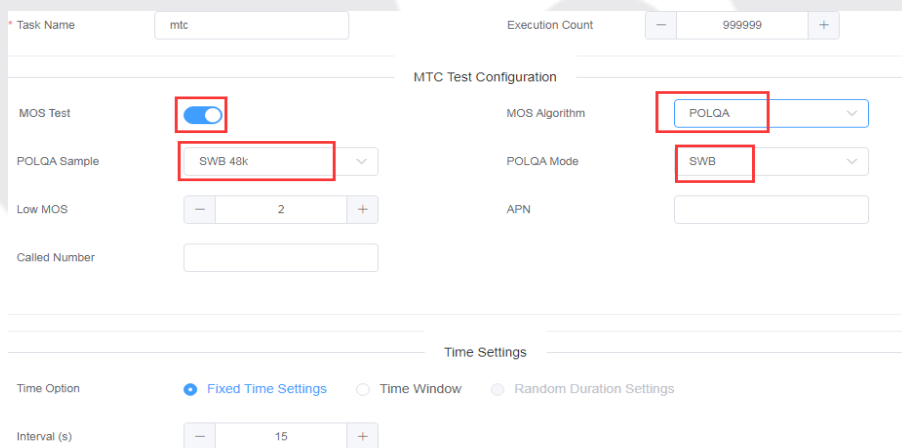 * Task Name mtc Execution Count − 999999 +
MTC Test Configuration
MOS Test MOS Algorithm POLQA
POLQA Sample SWB 48k POLQA Mode SWB
Low MOS − 2 + APN
Called Number
Time Settings
Time Option Fixed Time Settings Time Window Random Duration Settings
Interval (s) − 15 +